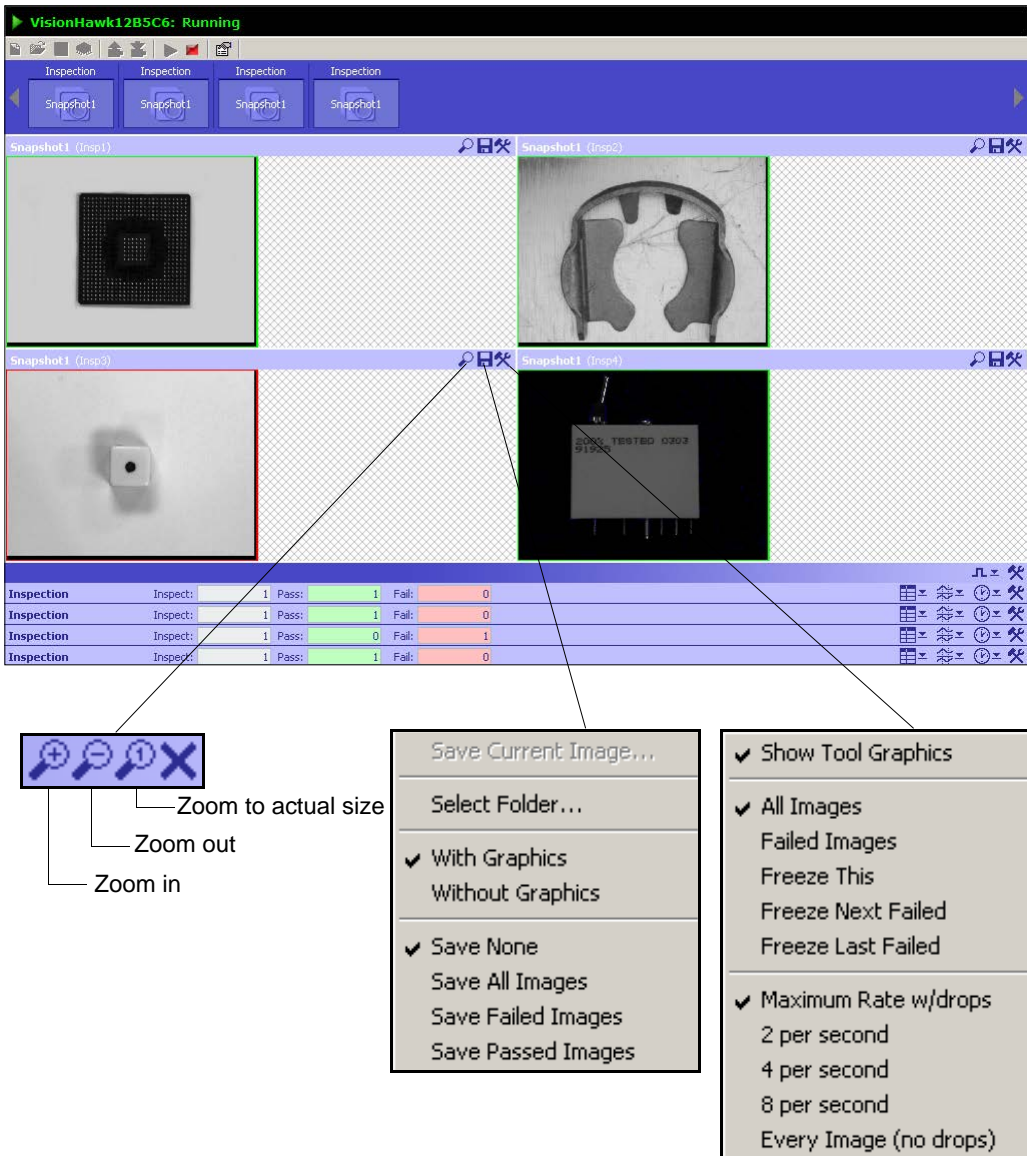 VisionHawk12B5C6: Running
Inspection Inspection Inspection Inspection
Snapshot1 Snapshot1 Snapshot1 Snapshot1
Snapshot1 (Insp1)
Snapshot1 (Insp2)
Snapshot1 (Insp3)
Snapshot1 (Insp4)
200% TESTED 0303
91925
Inspection Inspect: 1 Pass: 1 Fail: 0
Inspection Inspect: 1 Pass: 1 Fail: 0
Inspection Inspect: 1 Pass: 0 Fail: 1
Inspection Inspect: 1 Pass: 1 Fail: 0
1
Zoom to actual size
Zoom out
Zoom in
Save Current Image...
Select Folder...
With Graphics
Without Graphics
Save None
Save All Images
Save Failed Images
Save Passed Images
Show Tool Graphics
All Images
Failed Images
Freeze This
Freeze Next Failed
Freeze Last Failed
Maximum Rate w/drops
2 per second
4 per second
8 per second
Every Image (no drops)